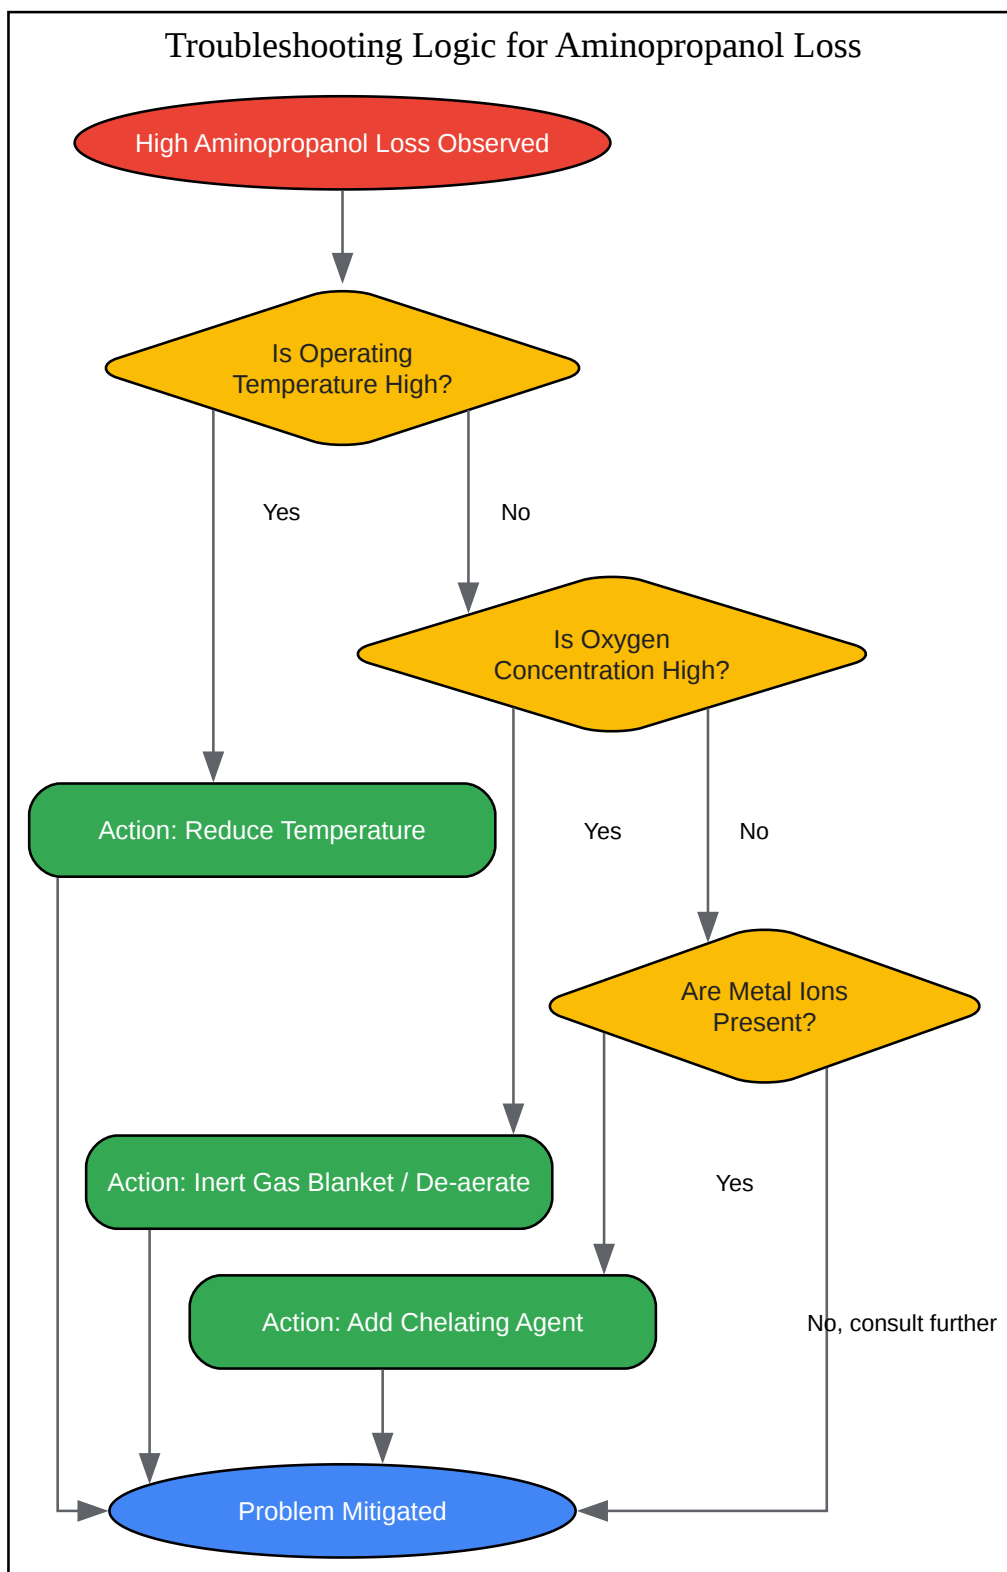 Troubleshooting Logic for Aminopropanol Loss
High Aminopropanol Loss Observed
Is Operating
Temperature High?
Yes
No
Is Oxygen
Concentration High?
Action: Reduce Temperature
Yes
No
Are Metal Ions
Present?
Action: Inert Gas Blanket / De-aerate
Yes
Action: Add Chelating Agent
No, consult further
Problem Mitigated